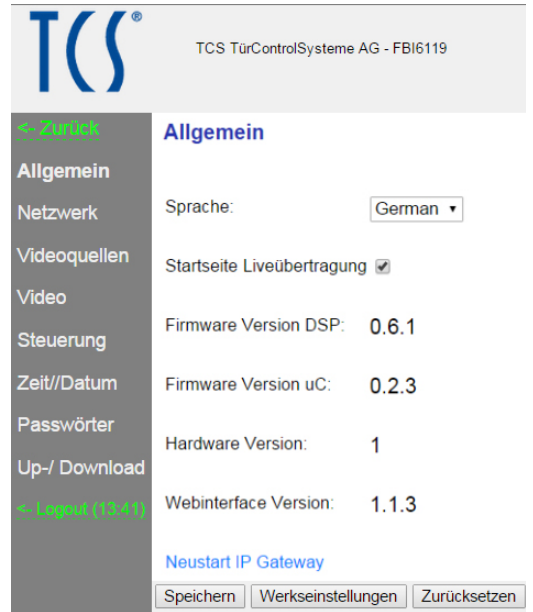 TCS®
TCS TürControlSysteme AG - FBI6119
<- Zurück
Allgemein
Netzwerk
Videoquellen
Video
Steuerung
Zeit//Datum
Passwörter
Up-/ Download
<- Logout (13:41)
Allgemein
Sprache: German
Startseite Liveübertragung
Firmware Version DSP: 0.6.1
Firmware Version uC: 0.2.3
Hardware Version: 1
Webinterface Version: 1.1.3
Neustart IP Gateway
Speichern Werkseinstellungen Zurücksetzen